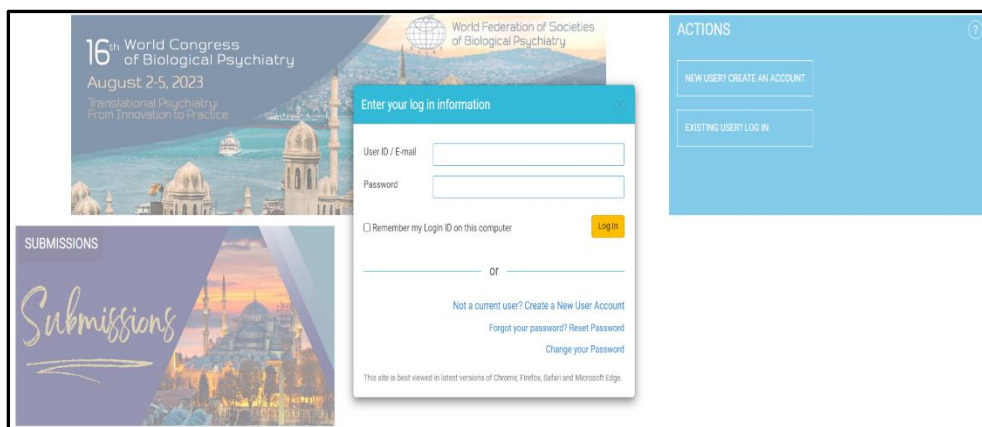 16th World Congress
of Biological Psychiatry
August 2-5, 2023
Translational Psychiatry:
From Innovation to Practice
World Federation of Societies
of Biological Psychiatry
ACTIONS
?
NEW USER? CREATE AN ACCOUNT
EXISTING USER? LOG IN
Enter your log in information
X
User ID / E-mail
Password
Remember my Login ID on this computer
Log In
or
Not a current user? Create a New User Account
Forgot your password? Reset Password
Change your Password
This site is best viewed in latest versions of Chrome, Firefox, Safari and Microsoft Edge.
SUBMISSIONS
Submissions